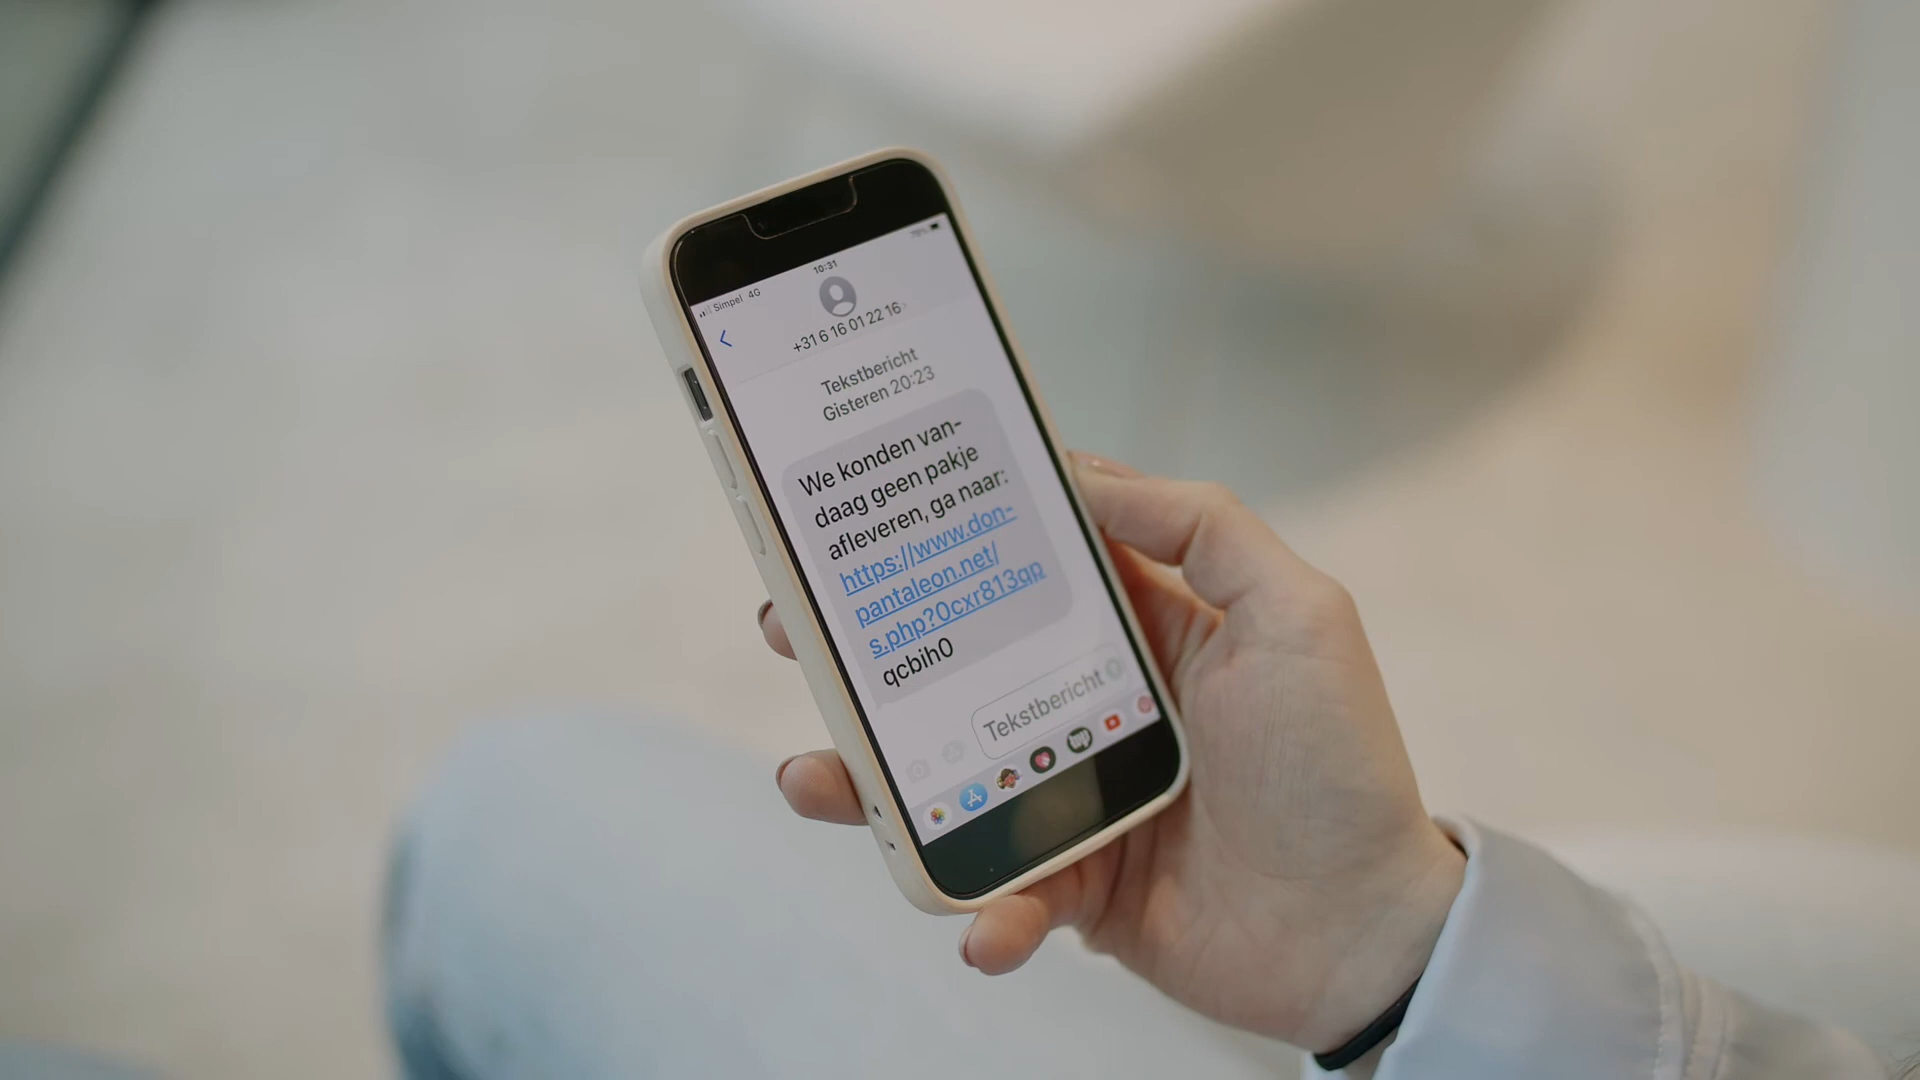 10:31
Simpel 4G
+31 6 16 01 22 16
Tekstbericht
Gisteren 20:23
We konden van-
daag geen pakje
afleveren, ga naar:
https://www.don-
pantaleon.net/
s.php?0cxr813qp
qcbih0
Tekstbericht